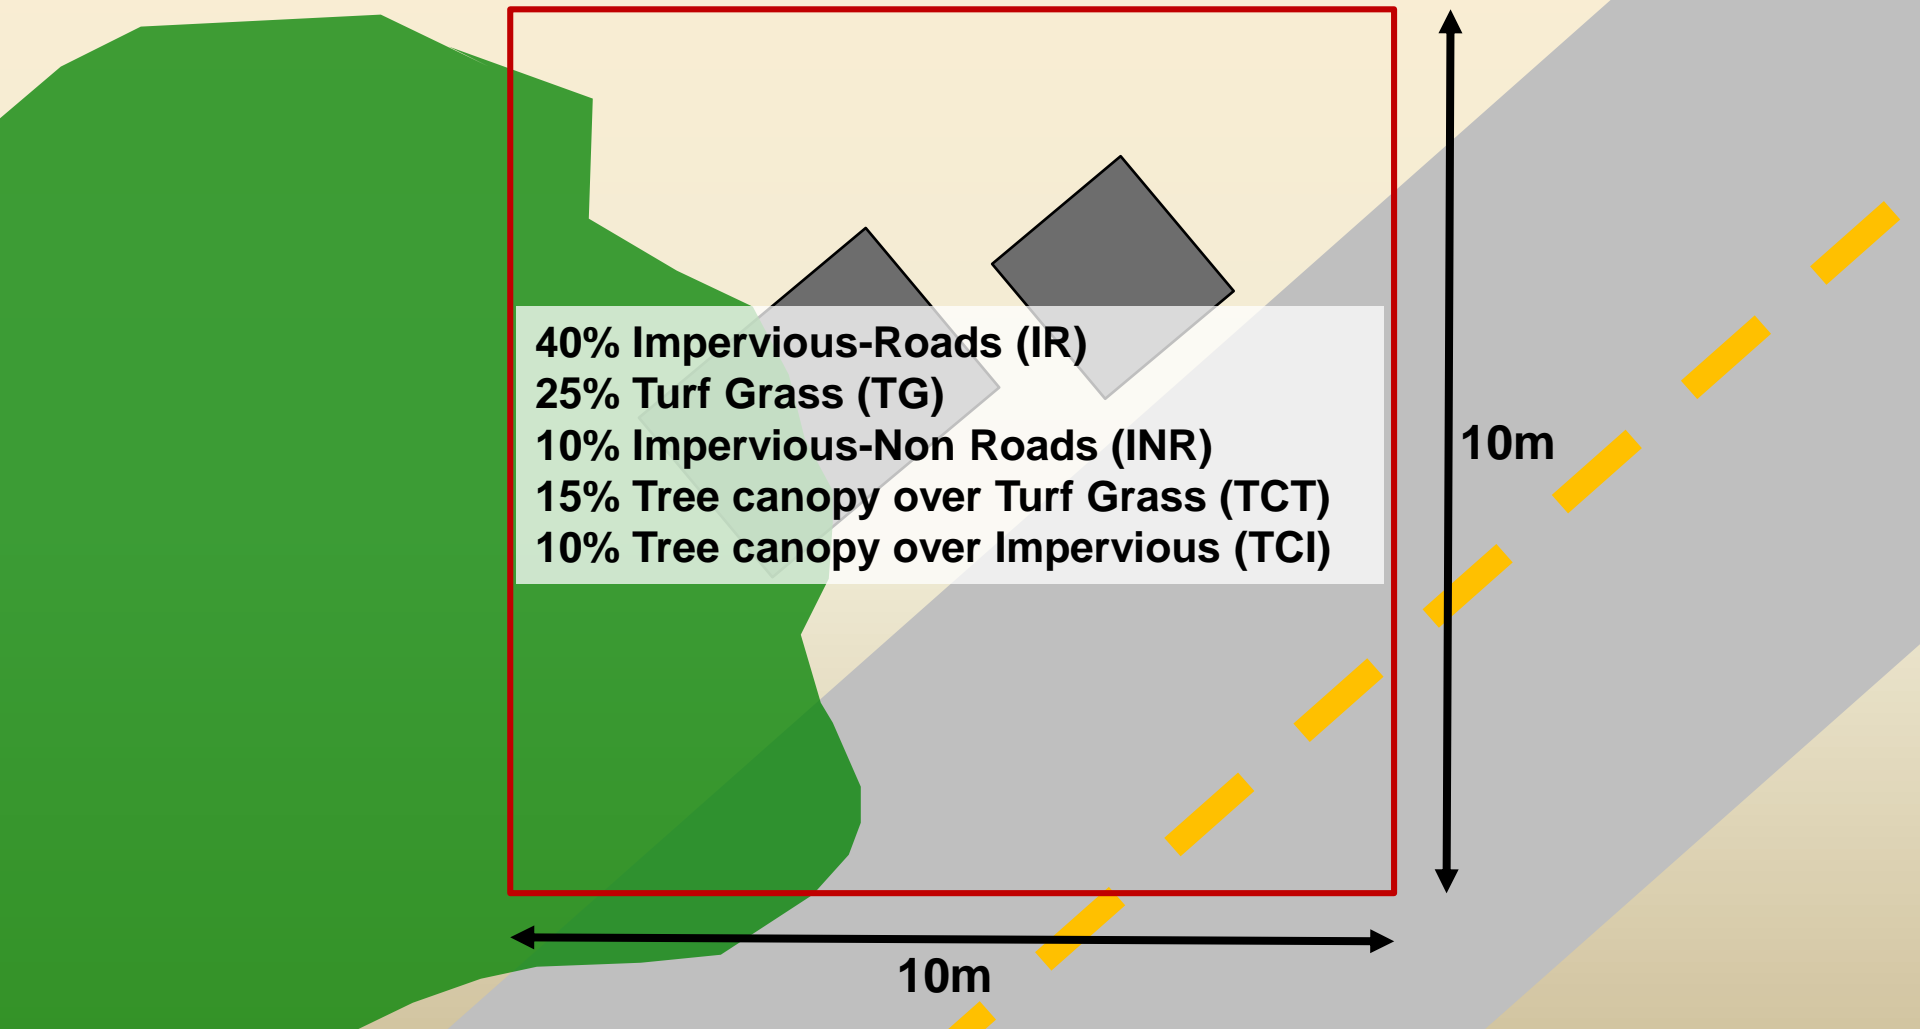 40% Impervious-Roads (IR)
25% Turf Grass (TG)
10% Impervious-Non Roads (INR)
15% Tree canopy over Turf Grass (TCT)
10% Tree canopy over Impervious (TCI)
10m
10m